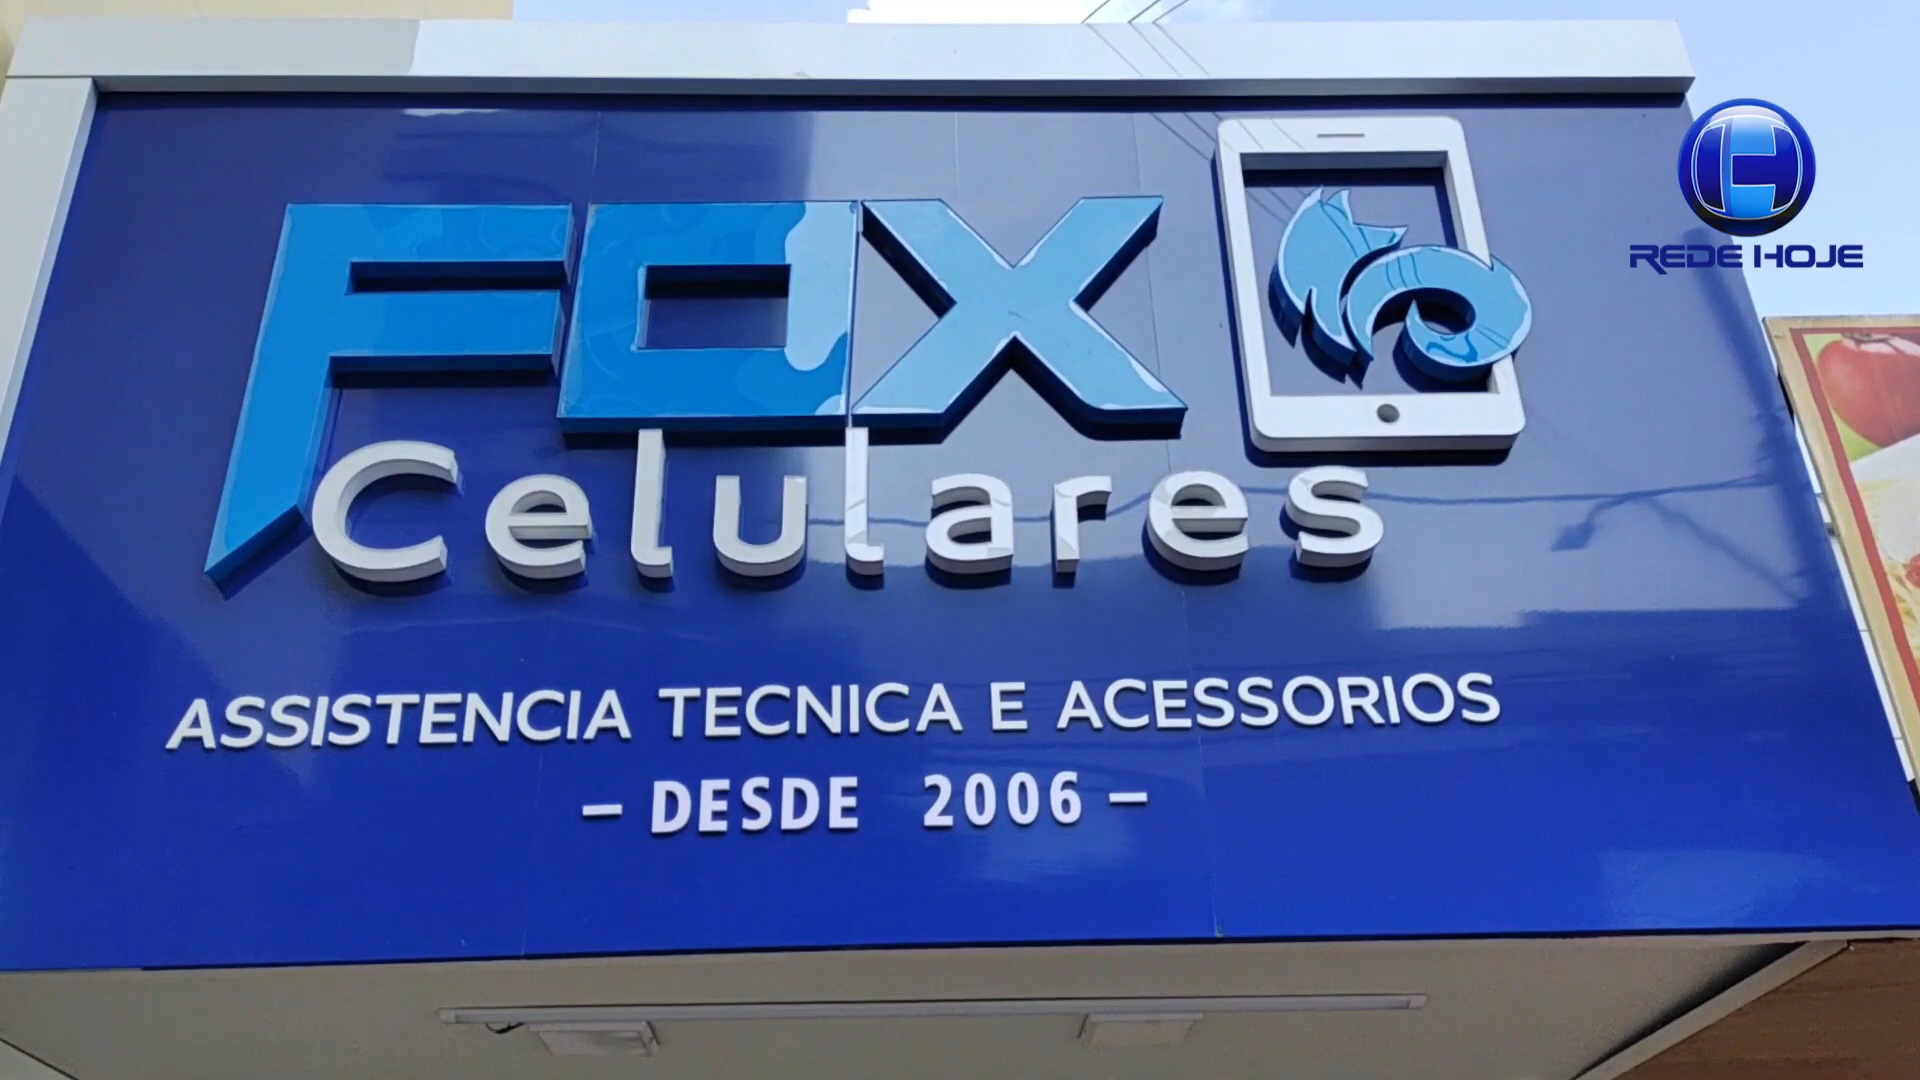 FOX
Celulares
ASSISTENCIA TECNICA E ACESSORIOS
– DESDE 2006 –
REDE HOJE